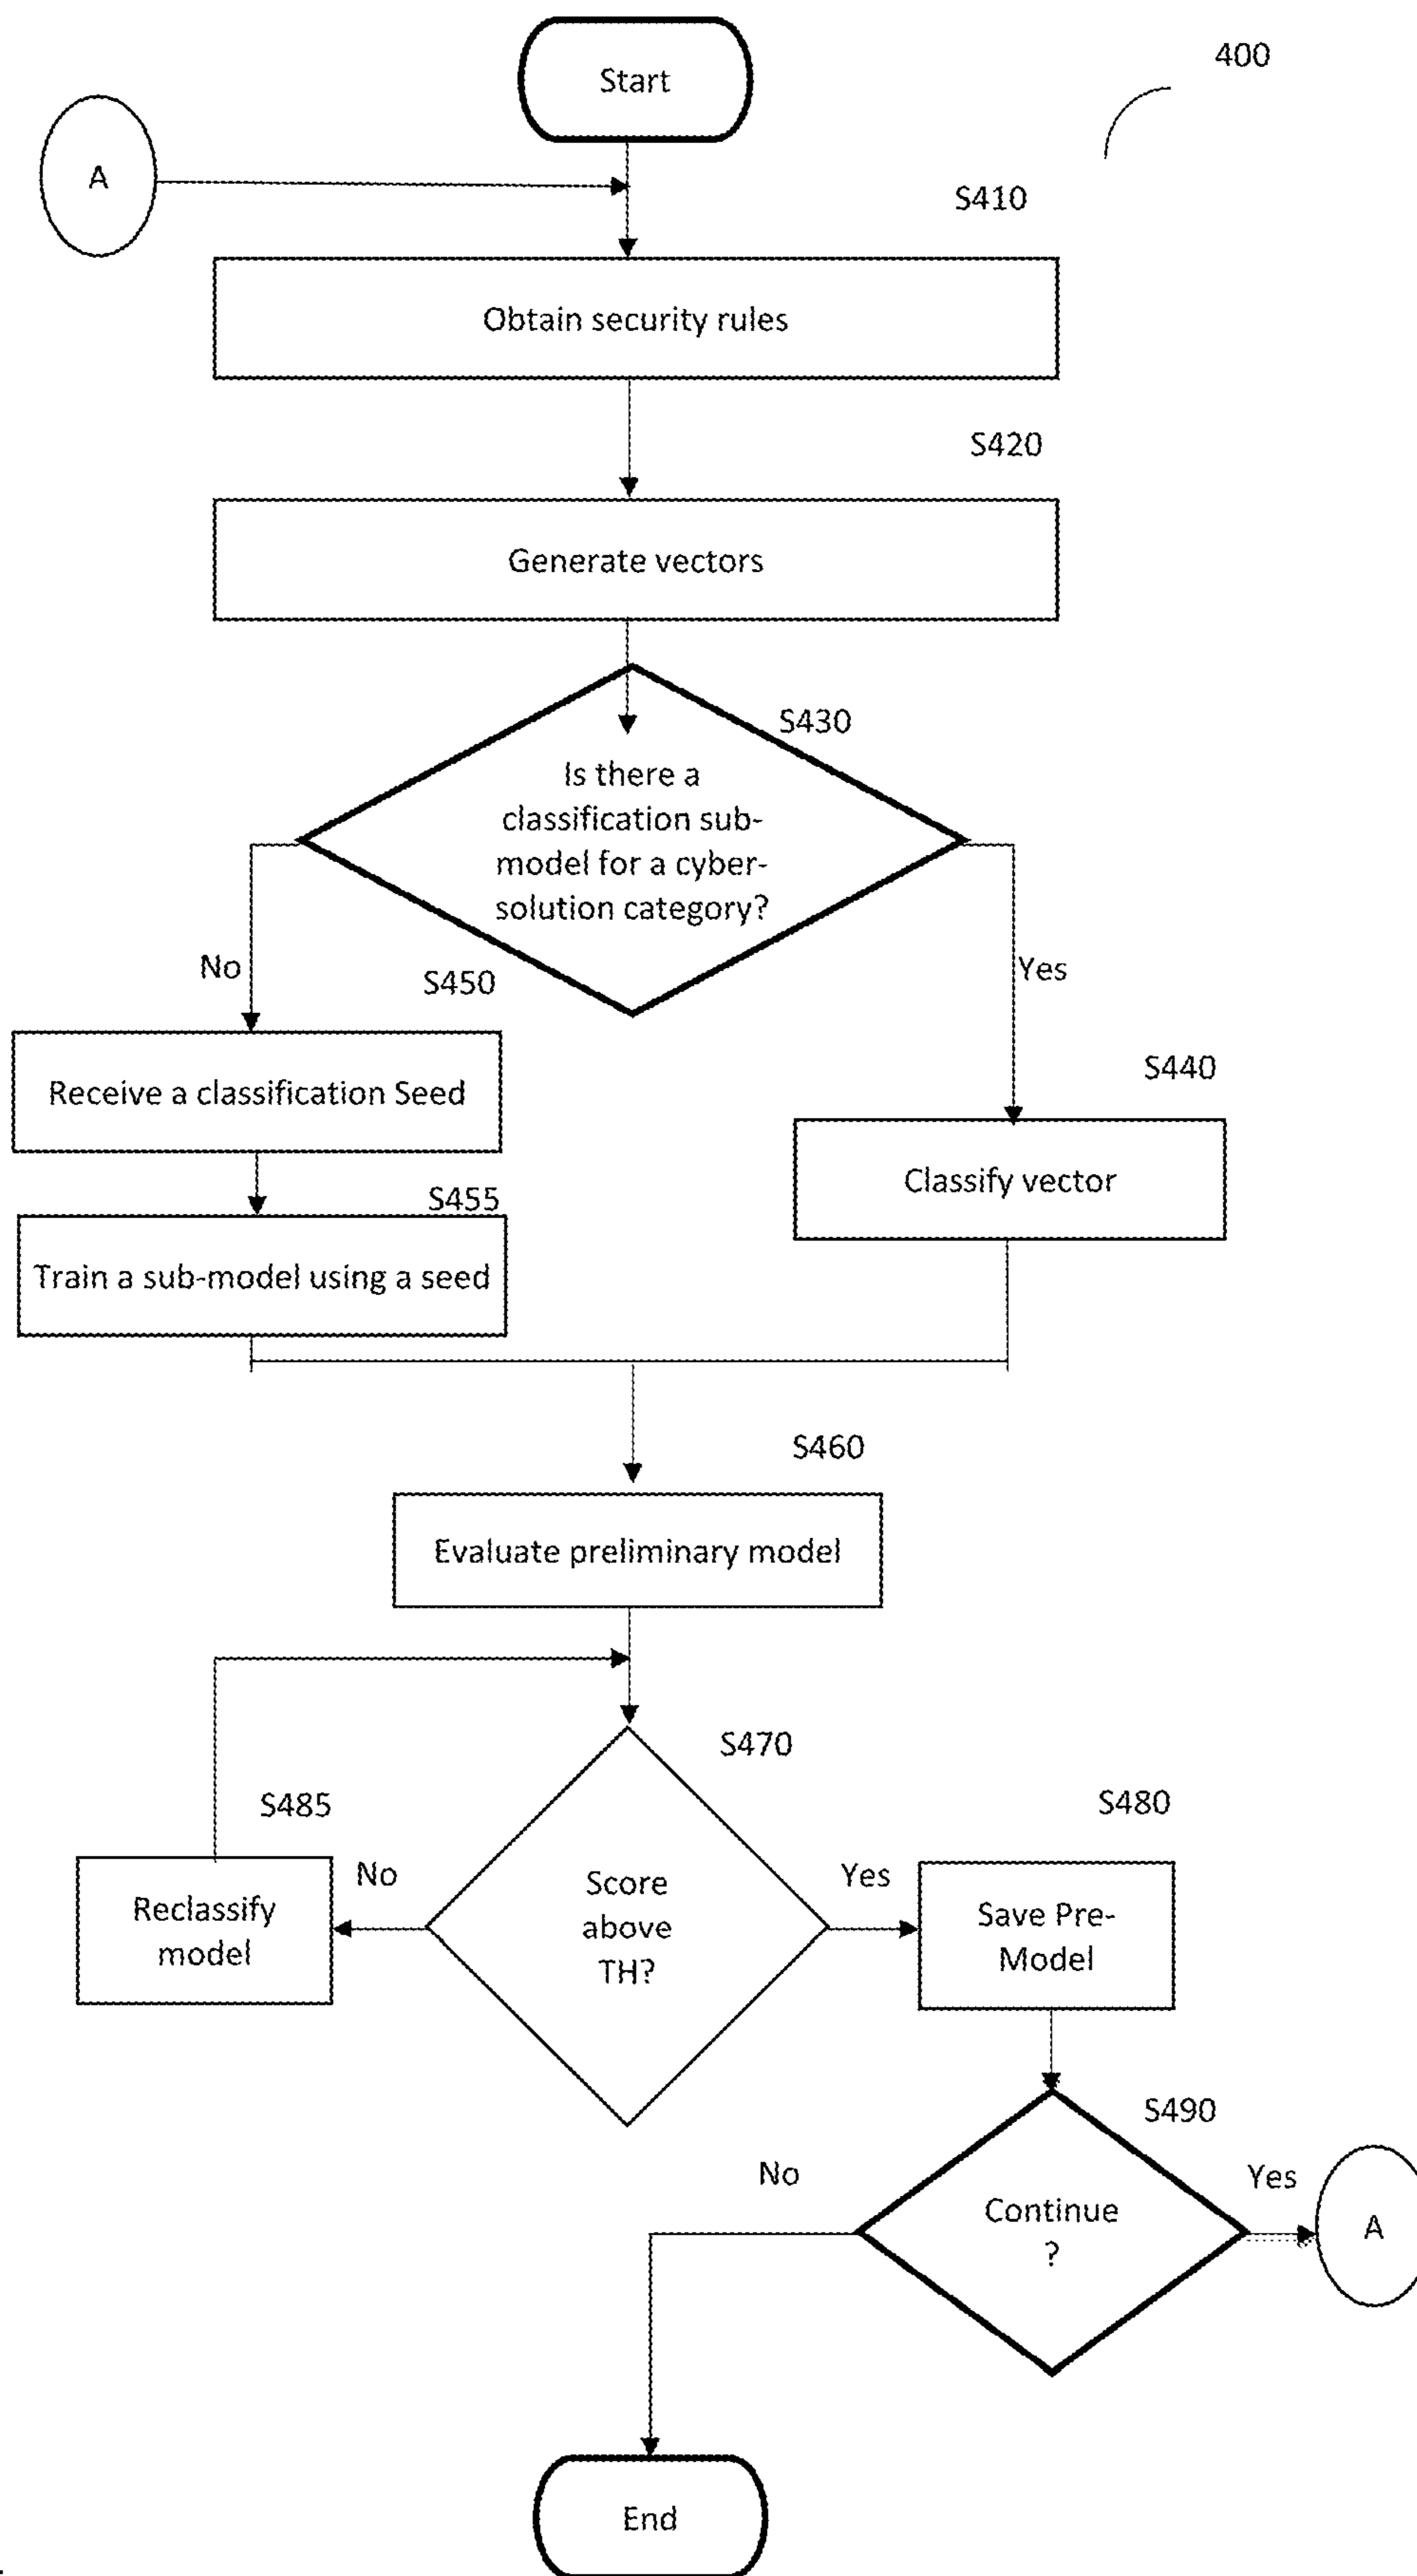 Start
400
A
S410
Obtain security rules
S420
Generate vectors
S430
Is there a
classification sub-
model for a cyber-
solution category?
No
Yes
S450
Receive a classification Seed
S440
Classify vector
S455
Train a sub-model using a seed
S460
Evaluate preliminary model
S470
S485
S480
No
Yes
Reclassify
model
Score
above
TH?
Save Pre-
Model
S490
No
Yes
Continue
?
A
End